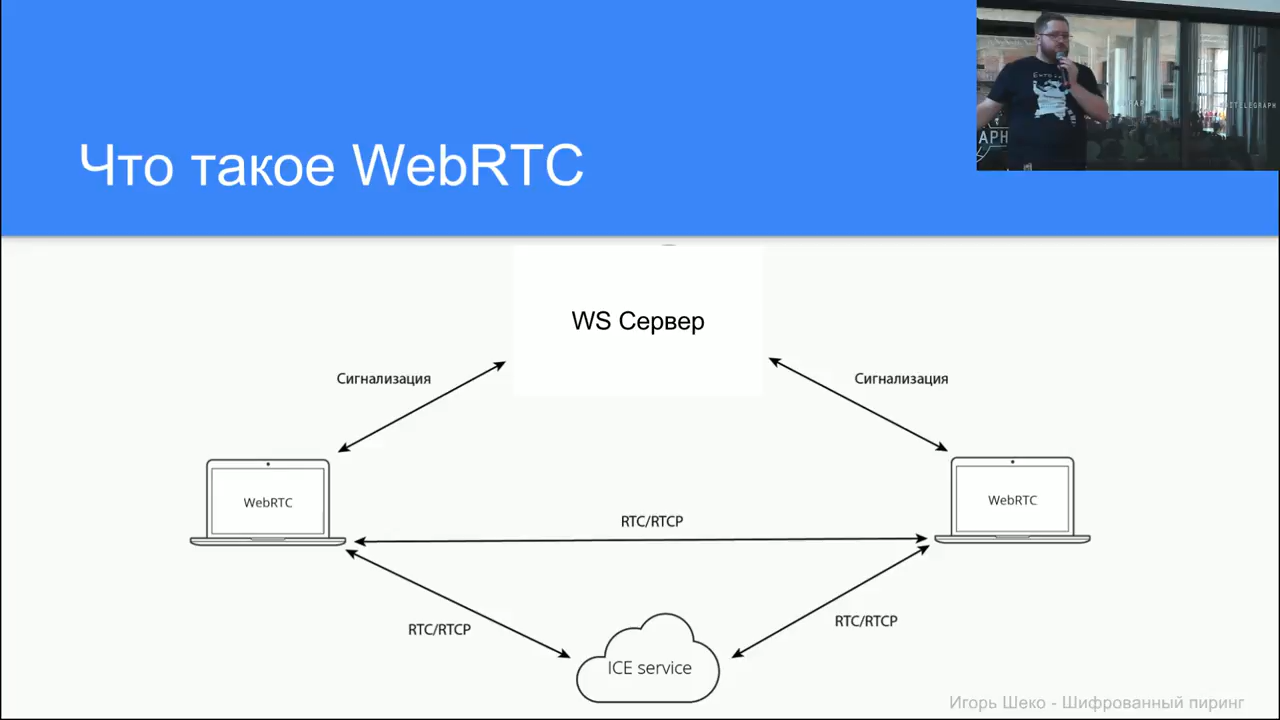 Что такое WebRTC
WS Сервер
Сигнализация
Сигнализация
WebRTC
WebRTC
RTC/RTCP
RTC/RTCP
RTC/RTCP
ICE service
Игорь Шеко - Шифрованный пиринг